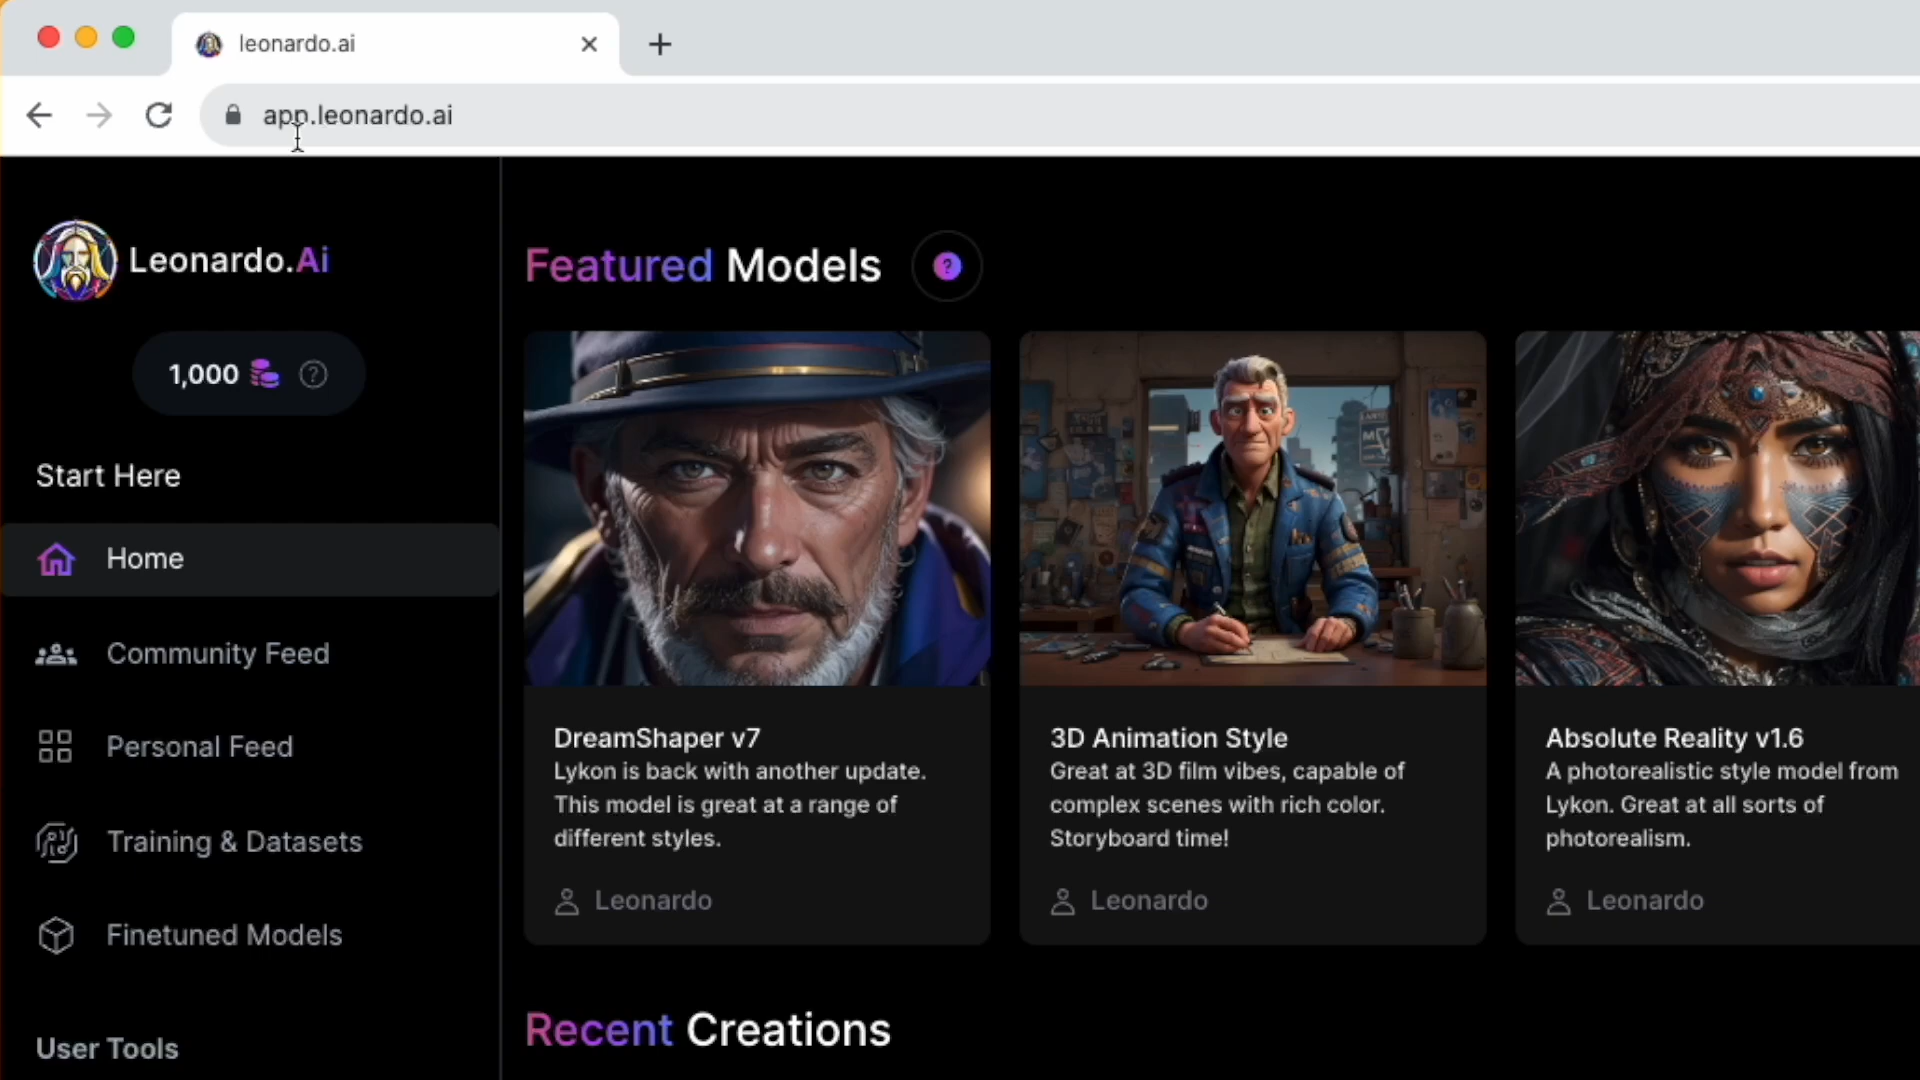 leonardo.ai
app.leonardo.ai
Leonardo.Ai
1,000
Start Here
Home
Community Feed
Personal Feed
Training & Datasets
Finetuned Models
User Tools
Featured Models
DreamShaper v7
Lykon is back with another update.
This model is great at a range of
different styles.
Leonardo
3D Animation Style
Great at 3D film vibes, capable of
complex scenes with rich color.
Storyboard time!
Leonardo
Absolute Reality v1.6
A photorealistic style model from
Lykon. Great at all sorts of
photorealism.
Leonardo
Recent Creations